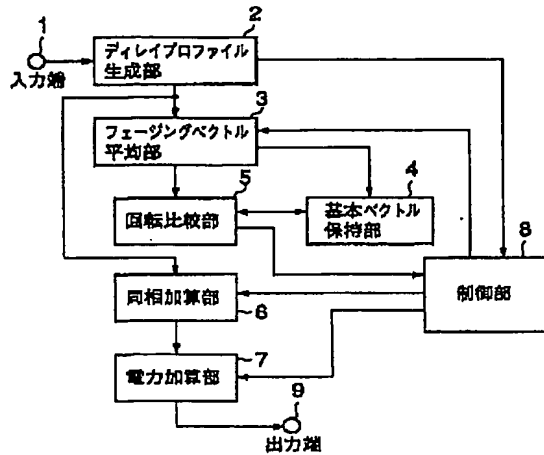 1
入力端
2
ディレイプロファイル
生成部
3
フェージングベクトル
平均部
5
回転比較部
4
基本ベクトル
保持部
8
制御部
同相加算部
6
7
電力加算部
9
出力端